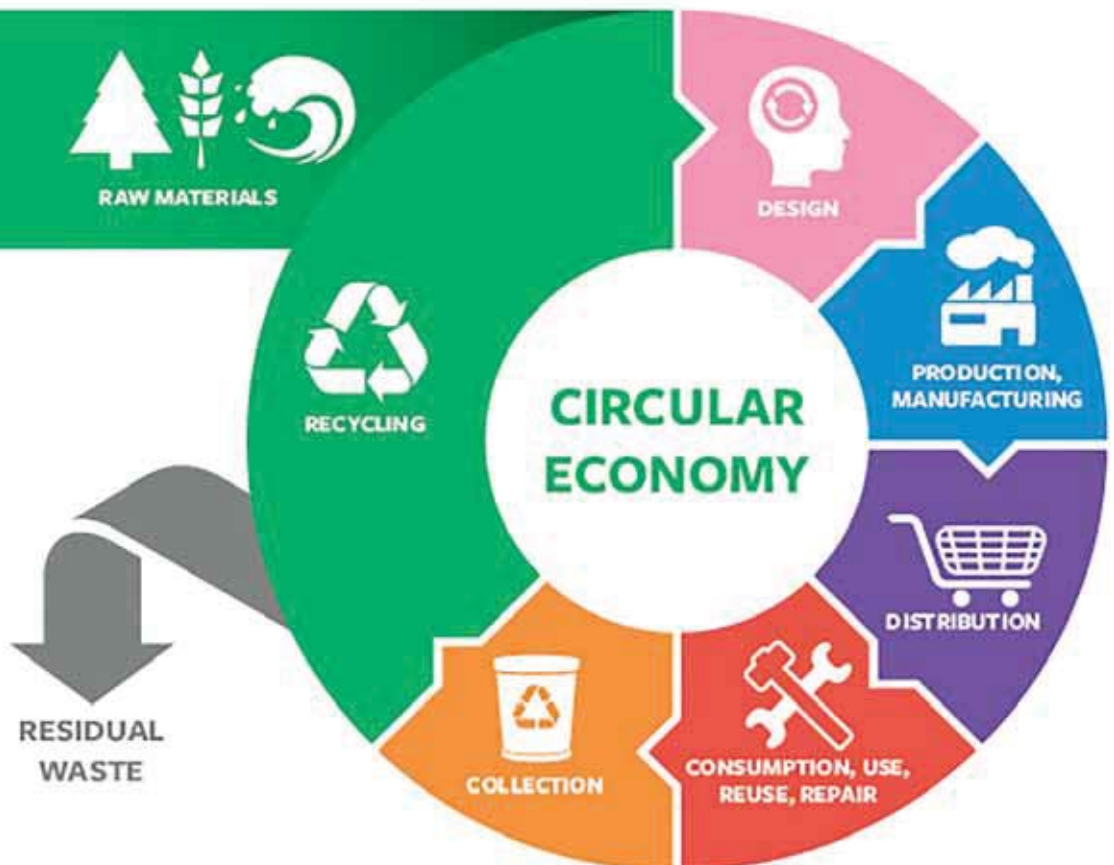 RAW MATERIALS
DESIGN
PRODUCTION,
MANUFACTURING
RECYCLING
CIRCULAR
ECONOMY
DISTRIBUTION
RESIDUAL
WASTE
COLLECTION
CONSUMPTION, USE,
REUSE, REPAIR